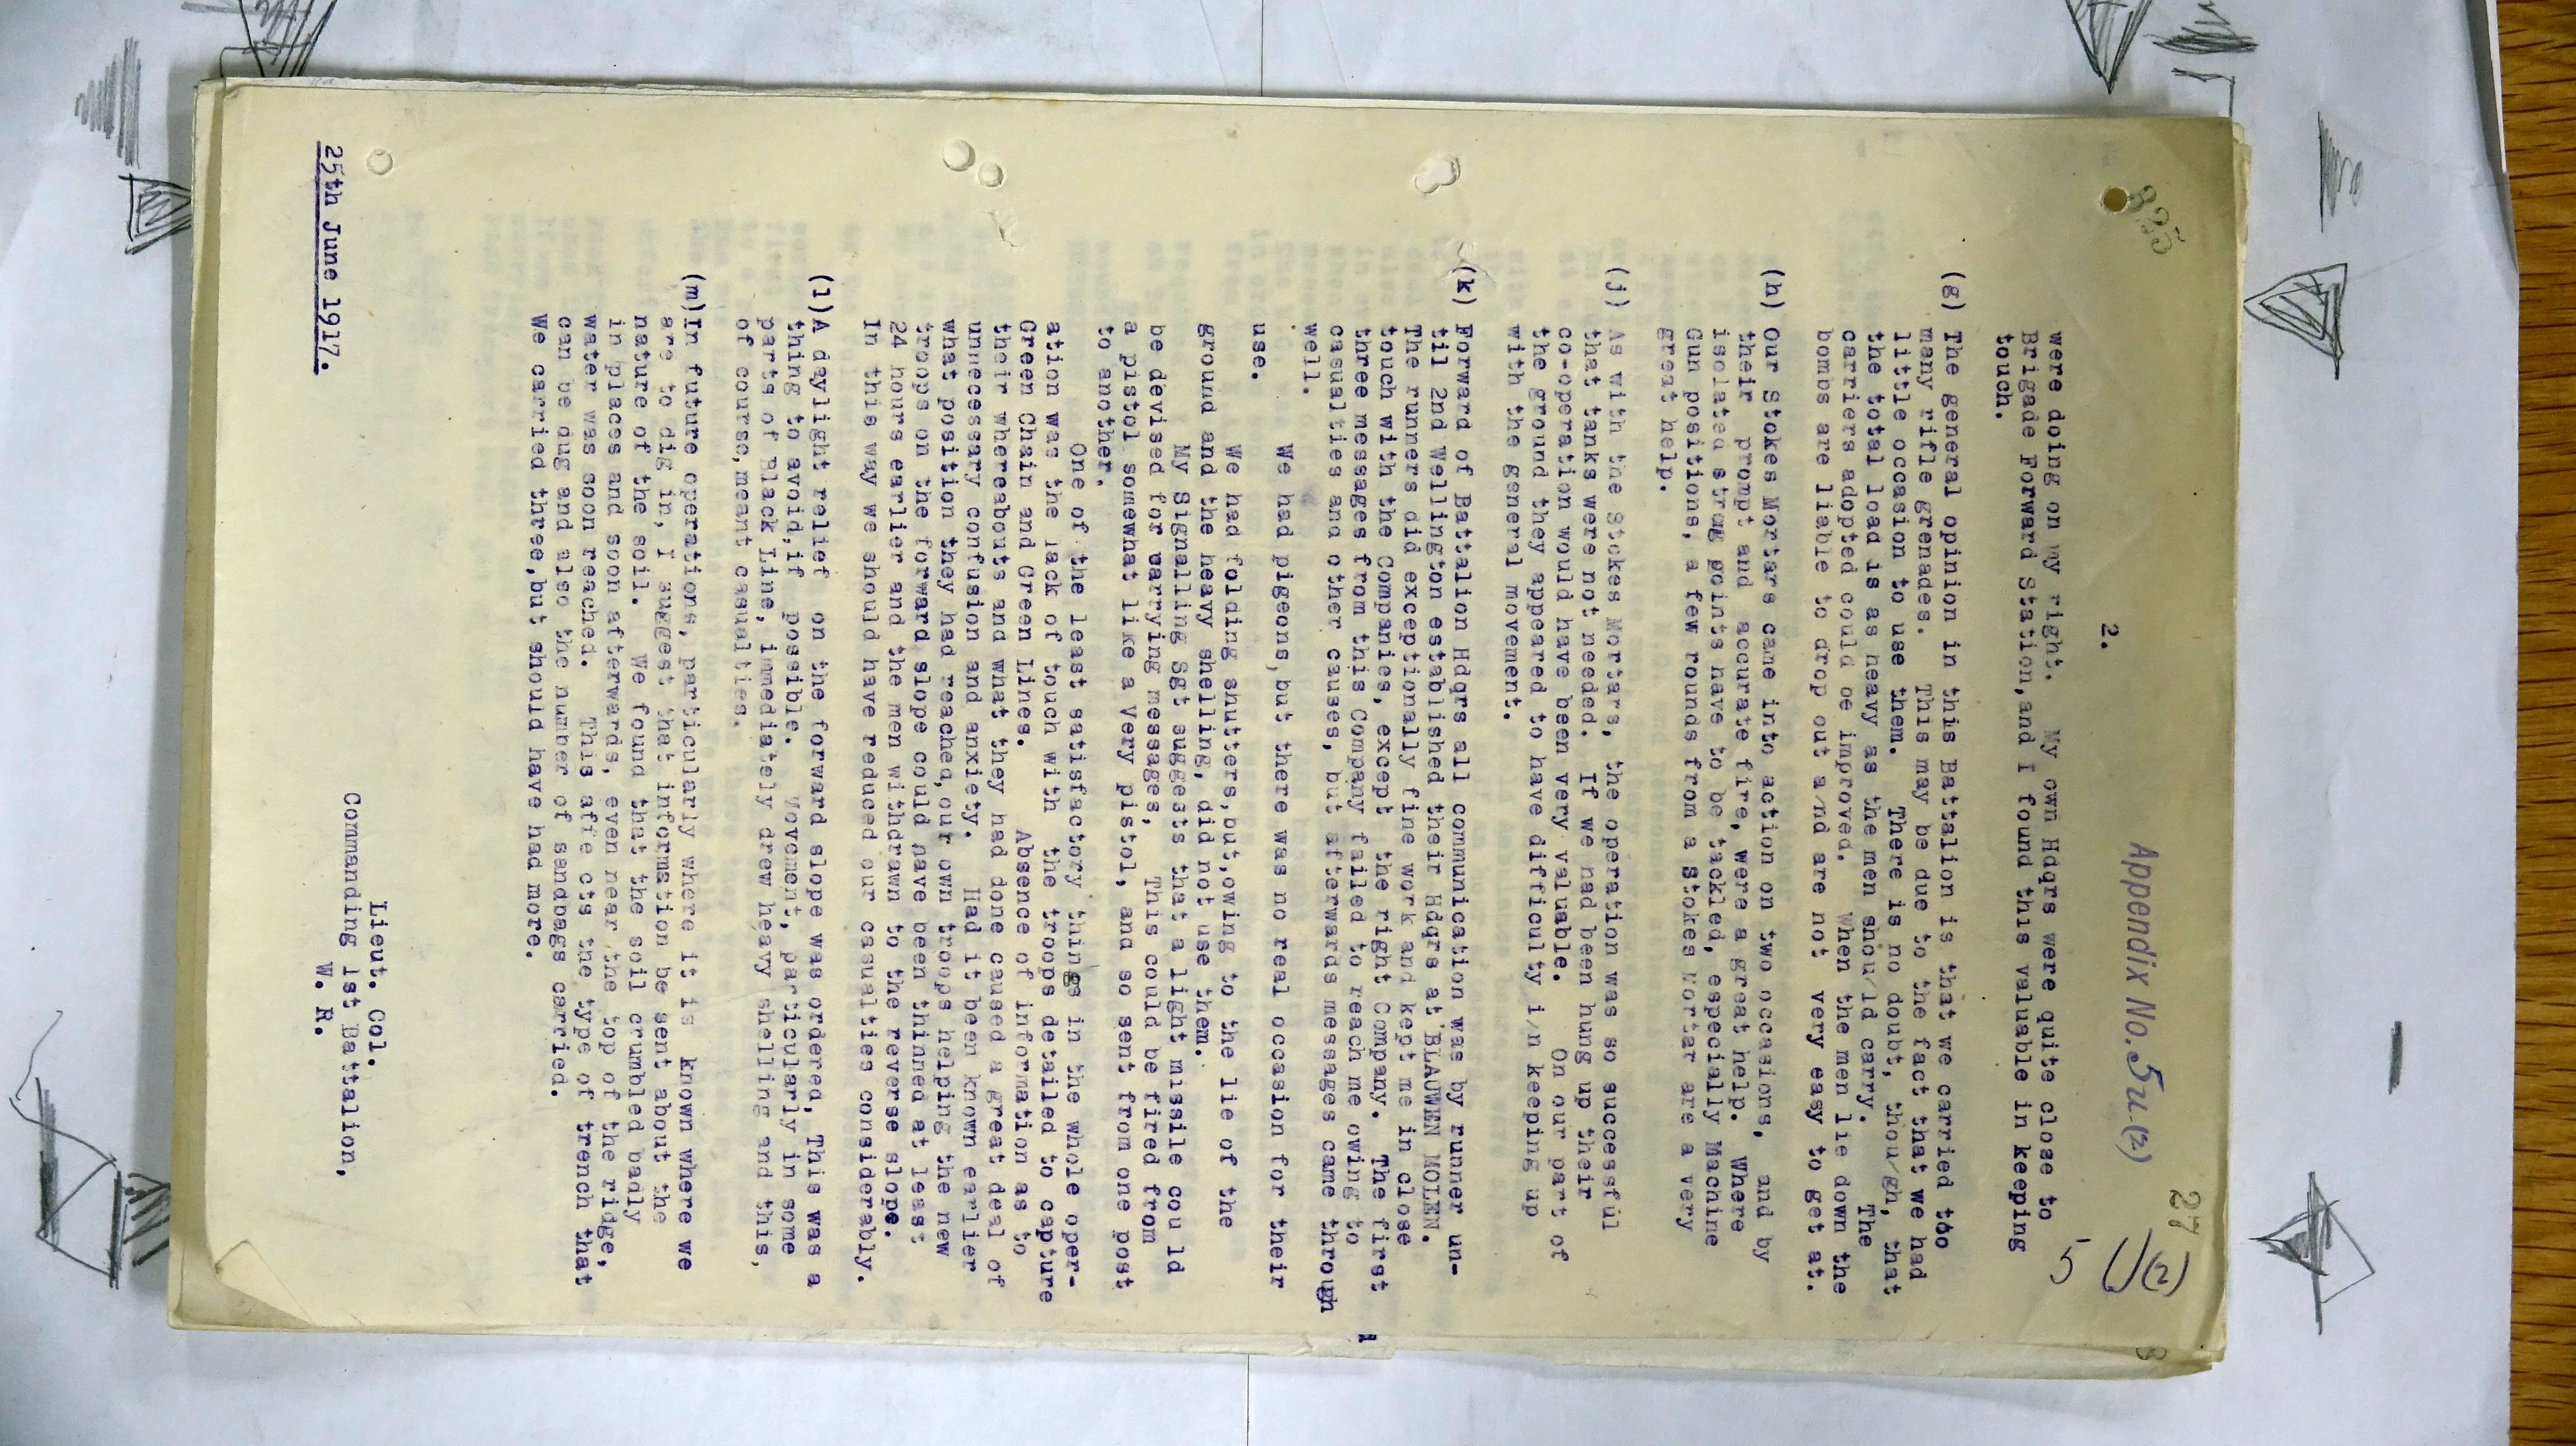 Appendix No. 5u(2)
27
5 U(2)
2.
were doing on my right. My own Hdqrs were quite close to
Brigade Forward Station,and I found this valuable in keeping
touch.
(g) The general opinion in this Battalion is that we carried too
many rifle grenades. This may be due to the fact that we had
little occasion to use them. There is no doubt, though, that
the total load is as heavy as the men should carry. The
carriers adopted could be improved. When the men lie down the
bombs are liable to drop out and are not very easy to get at.
(h) Our Stokes Mortars came into action on two occasions, and by
their prompt and accurate fire, were a great help. Where
isolated strng points have to be tackled, especially Machine
Gun positions, a few rounds from a Stokes Mortar are a very
great help.
(j) As with the Stokes Mortars, the operation was so successful
that tanks were not needed. If we had been hung up their
co-operation would have been very valuable. On our part of
the ground they appeared to have difficulty i/n keeping up
with the general movement.
(k) Forward of Battalion Hdqrs all communication was by runner un-
til 2nd Wellington established their Hdqrs at BLAUWEN MOLEN.
The runners did exceptionally fine work and kept me in close
touch with the Companies, except the right Company. The first
three messages from this Company failed to reach me owing to
casualties and other causes, but afterwards messages came through
well.
We had pigeons,but there was no real occasion for their
use.
We had folding shutters,but,owing to the lie of the
ground and the heavy shelling, did not use them.
My Signalling Sgt suggests that a light missile cou ld
be devised for carrying messages, This could be fired from
a pistol somewhat like a very pistol, and so sent from one post
to another.
One of the least satisfactory things in the whole oper-
ation was the lack of touch with the troops detailed to capture
Green Chain and Green Lines. Absence of information as to
their whereabouts and what they had done caused a great deal of
unnecessary confusion and anxiety. Had it been known earlier
what position they had reached,our own troops helping the new
troops on the forward slope could have been thinned at least
24 hours earlier and the men withdrawn to the reverse slope.
In this way we should have reduced our casualties considerably.
(l)A daylight relief on the forward slope was ordered, This was a
thing to avoid,if possible. Movement, particularly in some
parts of Black Line, immediately drew heavy shelling and this,
of course,meant casualties.
(m)In future operations, particularly where it is known where we
are to dig in, I suggest that information be sent about the
nature of the soil. We found that the soil crumbled badly
in places and soon afterwards, even near the top of the ridge,
water was soon reached. This affe cts the type of trench that
can be dug and also the number of sandbags carried.
We carried three,but should have had more.
Lieut. Col.
Commanding 1st Battalion,
W. R.
25th June 1917.